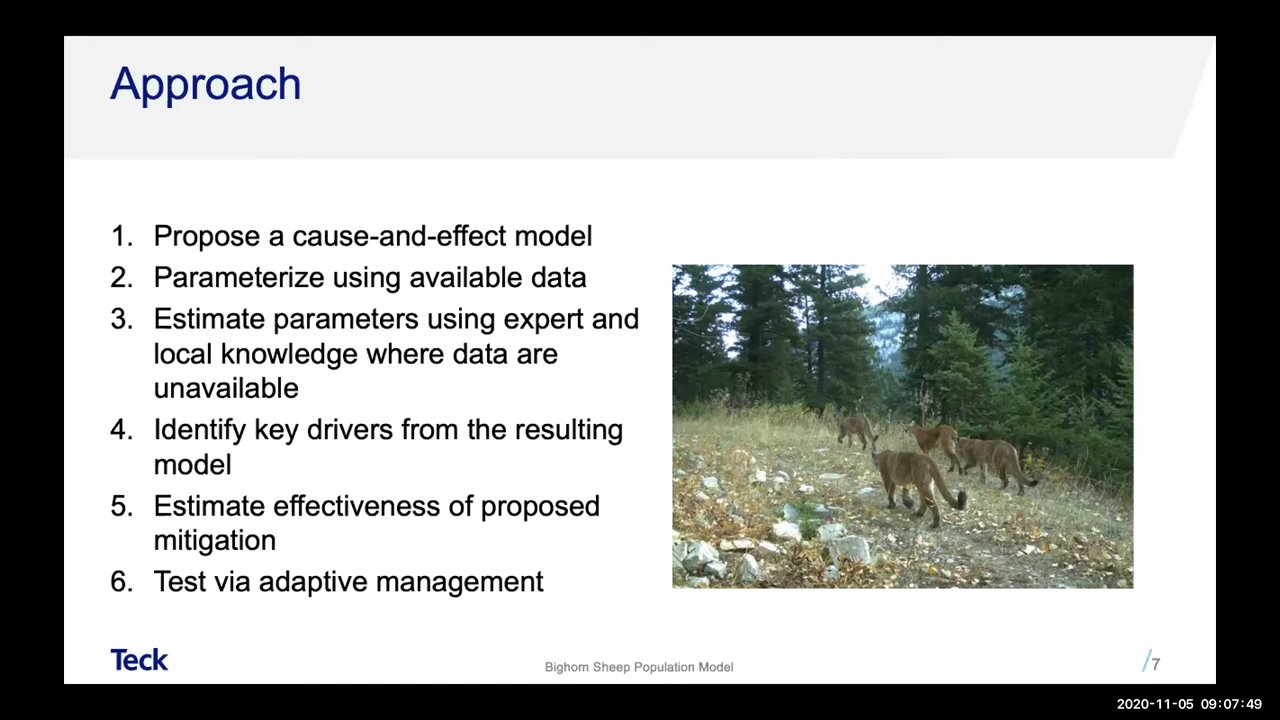 Approach
1. Propose a cause-and-effect model
2. Parameterize using available data
3. Estimate parameters using expert and
local knowledge where data are
unavailable
4. Identify key drivers from the resulting
model
5. Estimate effectiveness of proposed
mitigation
6. Test via adaptive management
Teck
Bighorn Sheep Population Model
/7
2020-11-05 09:07:49